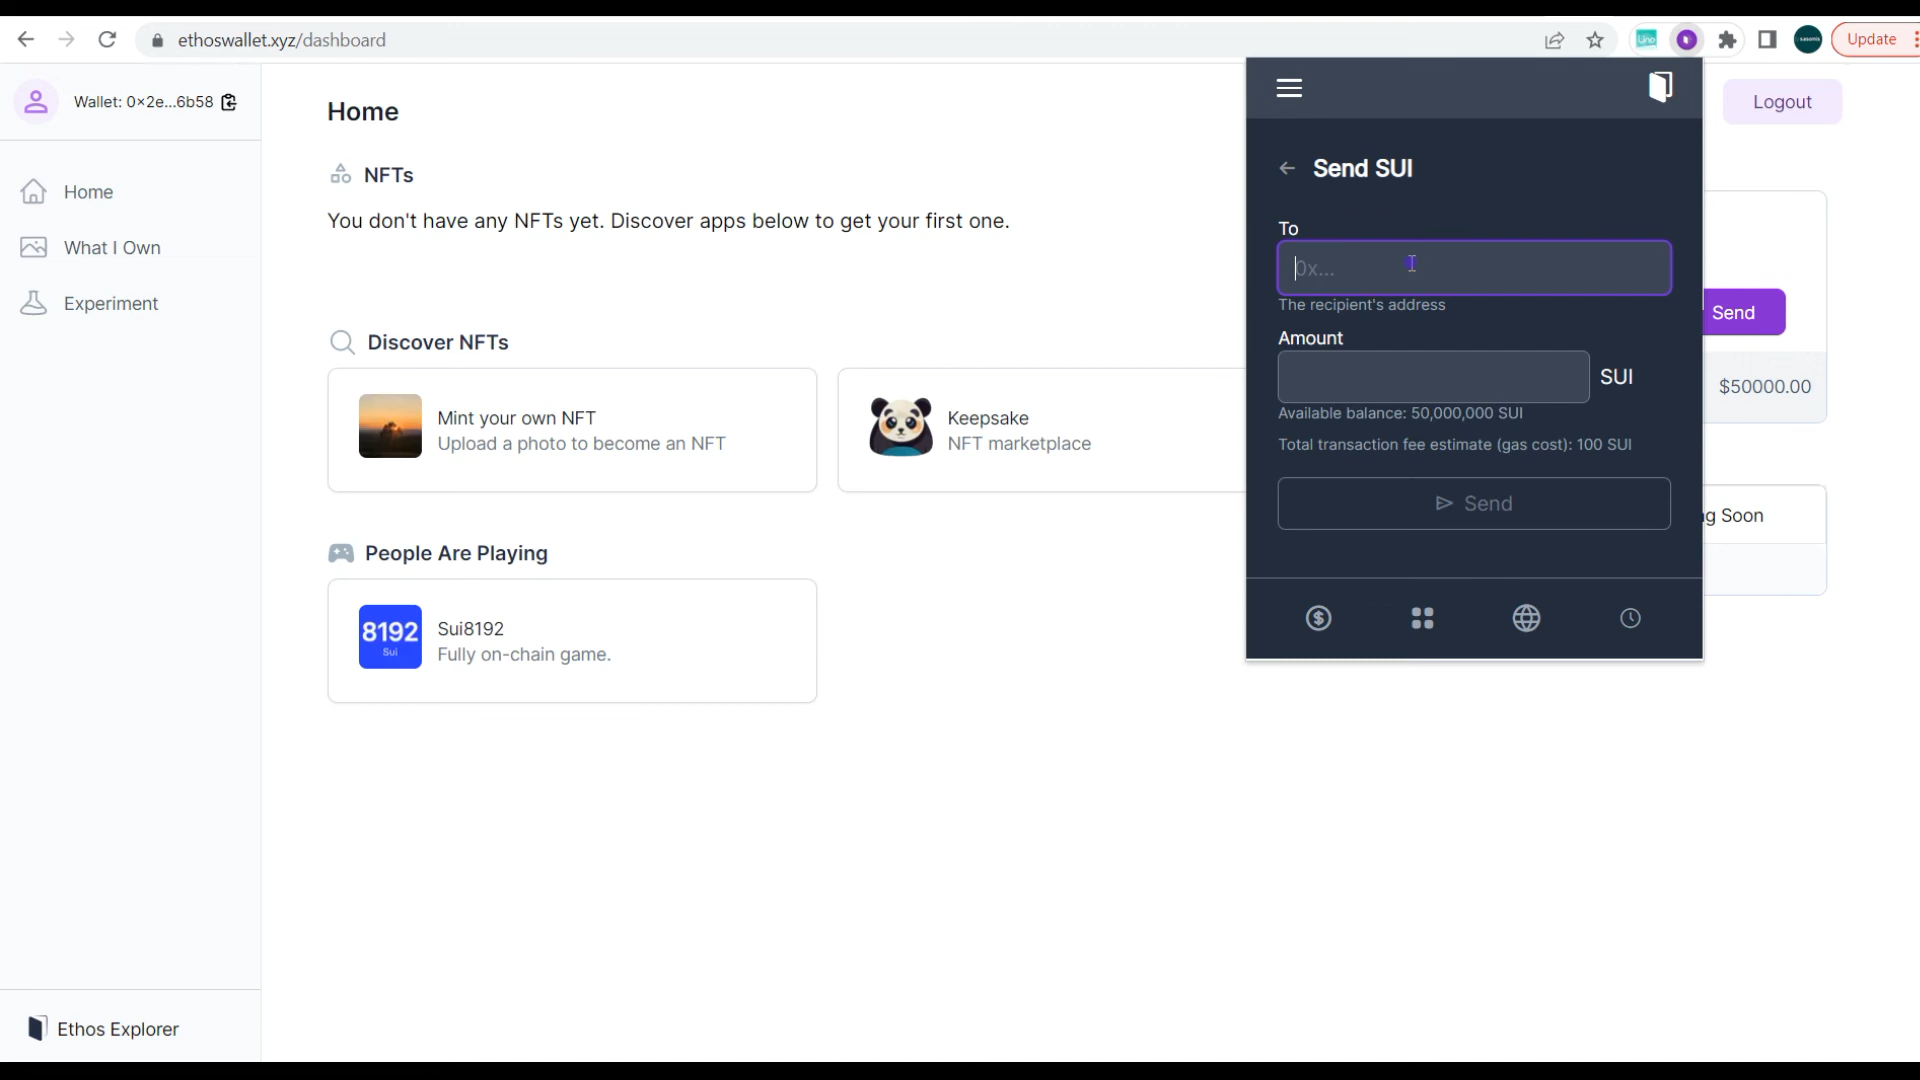 ethoswallet.xyz/dashboard
Uno
Update
Wallet: 0×2e...6b58
Home
What I Own
Experiment
Ethos Explorer
Home
NFTs
You don't have any NFTs yet. Discover apps below to get your first one.
Discover NFTs
Mint your own NFT
Upload a photo to become an NFT
Keepsake
NFT marketplace
People Are Playing
8192
Sui
Sui8192
Fully on-chain game.
Send SUI
To
0x...
The recipient's address
Amount
SUI
Available balance: 50,000,000 SUI
Total transaction fee estimate (gas cost): 100 SUI
Send
Logout
Send
$50000.00
g Soon